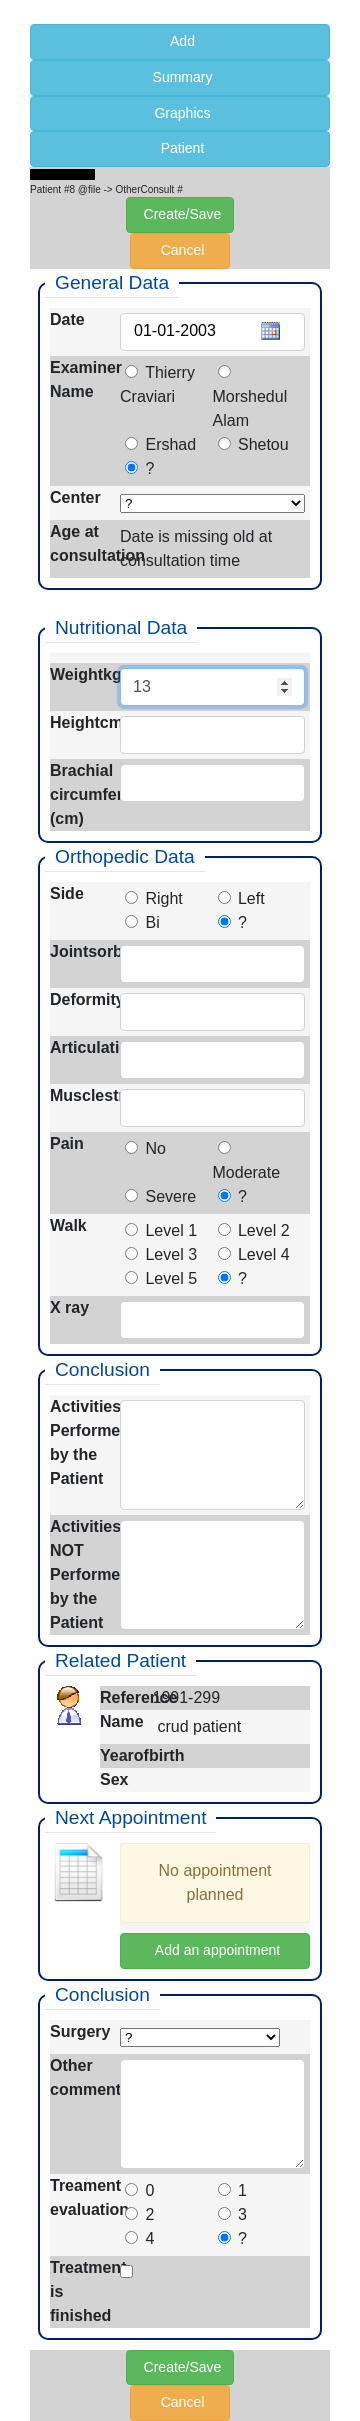 Add
Summary
Graphics
Patient
Patient #8 @file -> OtherConsult #
Create/Save
Cancel
General Data
Date 01-01-2003
Examiner Thierry
Name Craviari Morshedul
Alam
Ershad Shetou
?
Center ?
Age at Date is missing old at
consultation consultation time
Nutritional Data
Weightkg 13
Heightcm
Brachial
circumfer
(cm)
Orthopedic Data
Side Right Left
Bi ?
Jointsorb
Deformity
Articulati
Musclest
Pain No
Moderate
Severe ?
Walk Level 1 Level 2
Level 3 Level 4
Level 5 ?
X ray
Conclusion
Activities
Performe
by the
Patient
Activities
NOT
Performe
by the
Patient
Related Patient
Reference 1991-299
Name crud patient
Yearofbirth
Sex
Next Appointment
No appointment
planned
Add an appointment
Conclusion
Surgery ?
Other
comment
Treament 0 1
evaluation 2 3
4 ?
Treatment
is
finished
Create/Save
Cancel